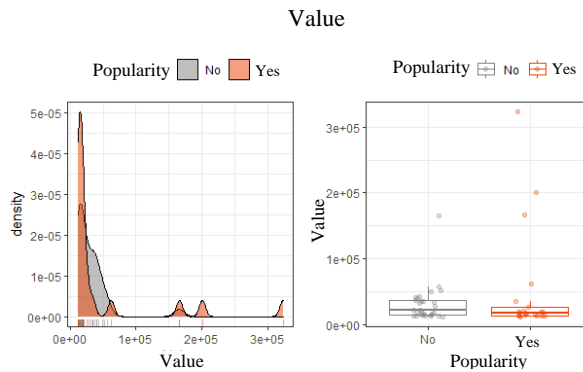 Value
Popularity No Yes
5e-05
4e-05
3e-05
2e-05
1e-05
0e+00
density
0e+00 1e+05 2e+05 3e+05
Value
Popularity No Yes
3e+05
2e+05
1e+05
0e+00
Value
No Yes
Popularity